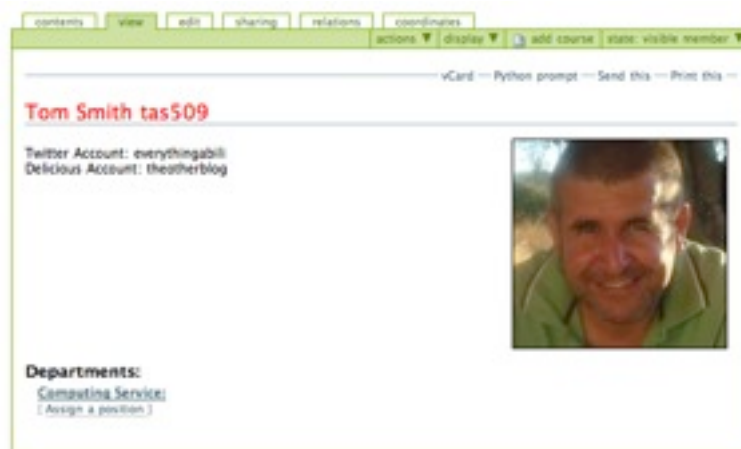 contents view edit sharing relations coordinates
actions ▼ display ▼ add course state: visible member ▼
vCard — Python prompt — Send this — Print this —
Tom Smith tas509
Twitter Account: everythingabili
Delicious Account: theotherblog
Departments:
Computing Service:
[ Assign a position ]